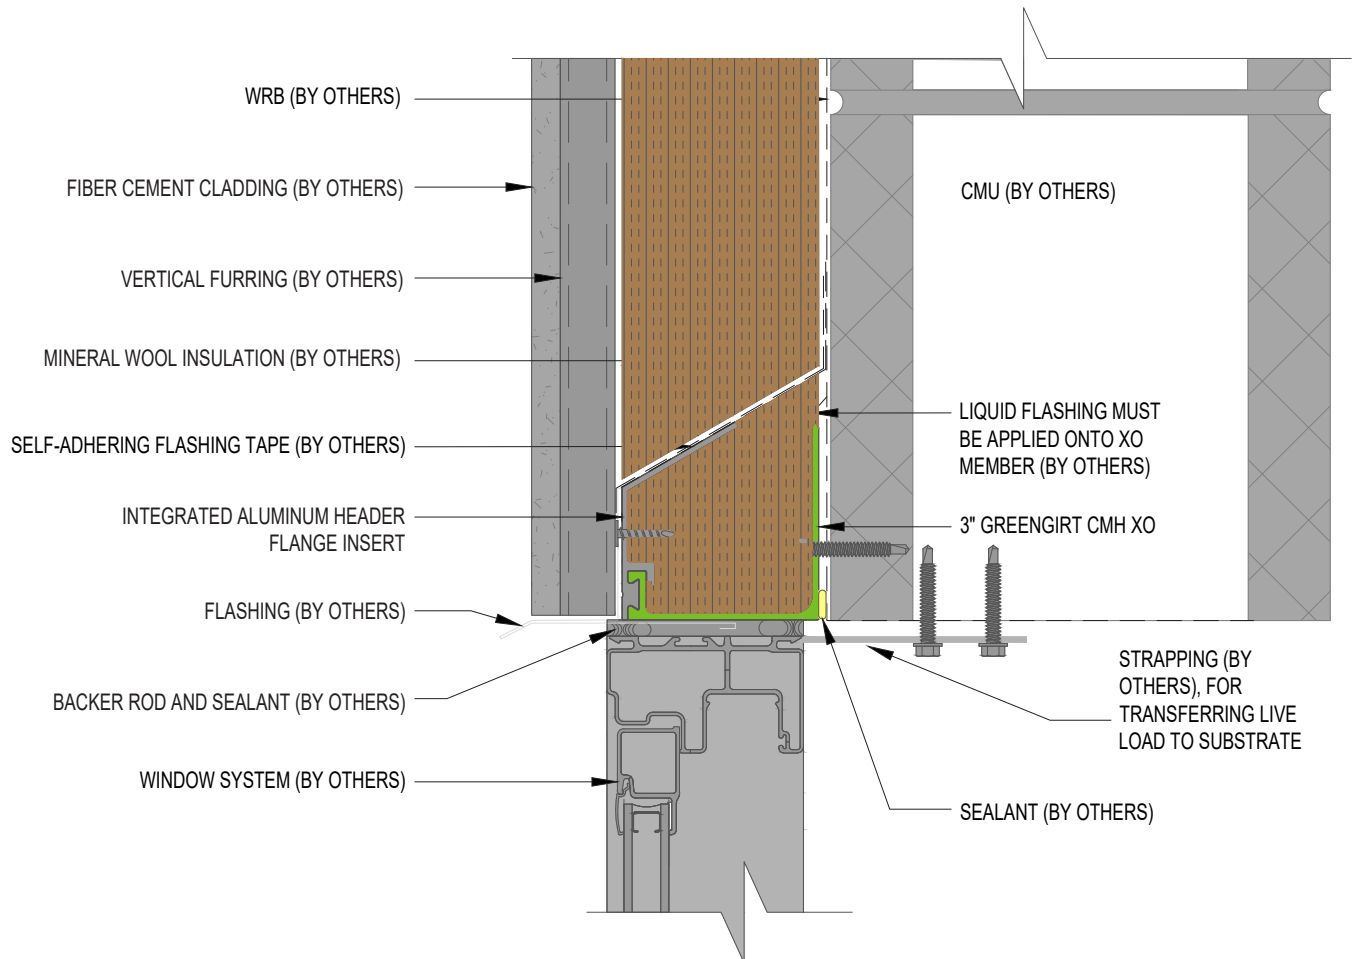 WRB (BY OTHERS)
FIBER CEMENT CLADDING (BY OTHERS)
VERTICAL FURRING (BY OTHERS)
MINERAL WOOL INSULATION (BY OTHERS)
SELF-ADHERING FLASHING TAPE (BY OTHERS)
INTEGRATED ALUMINUM HEADER
FLANGE INSERT
FLASHING (BY OTHERS)
BACKER ROD AND SEALANT (BY OTHERS)
WINDOW SYSTEM (BY OTHERS)
CMU (BY OTHERS)
LIQUID FLASHING MUST
BE APPLIED ONTO XO
MEMBER (BY OTHERS)
3" GREENGIRT CMH XO
STRAPPING (BY
OTHERS), FOR
TRANSFERRING LIVE
LOAD TO SUBSTRATE
SEALANT (BY OTHERS)